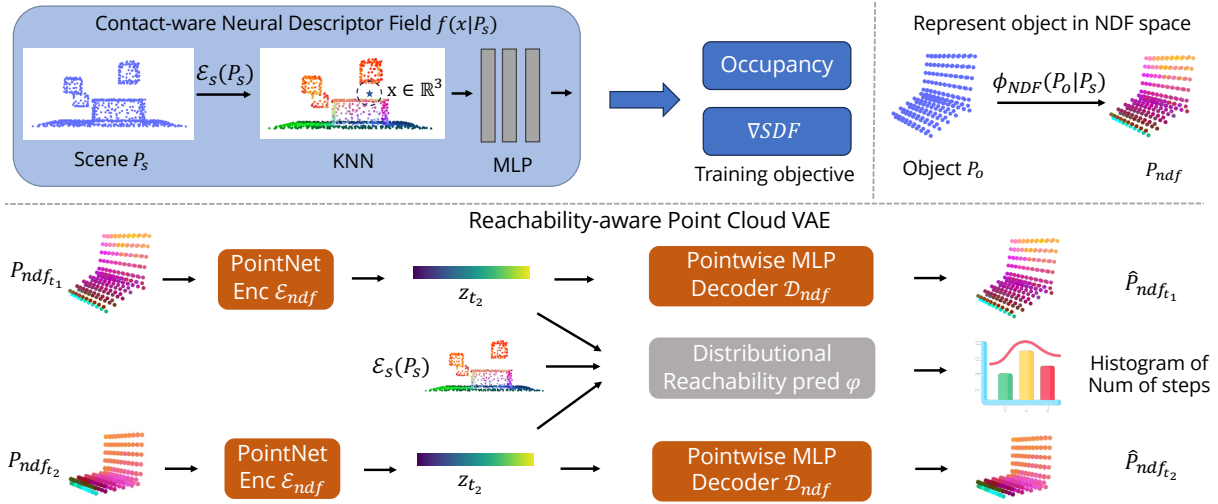 Contact-ware Neural Descriptor Field f(x|P_s)
ℰ_s(P_s)
x ∈ ℝ³
Scene P_s
KNN
MLP
Occupancy
∇SDF
Training objective
Represent object in NDF space
ϕ_NDF(P_o|P_s)
Object P_o
P_ndf
Reachability-aware Point Cloud VAE
P_ndf_t₁
PointNet
Enc ℰ_ndf
z_t₂
Pointwise MLP
Decoder 𝒟_ndf
P̂_ndf_t₁
ℰ_s(P_s)
Distributional
Reachability pred φ
Histogram of
Num of steps
P_ndf_t₂
PointNet
Enc ℰ_ndf
z_t₂
Pointwise MLP
Decoder 𝒟_ndf
P̂_ndf_t₂